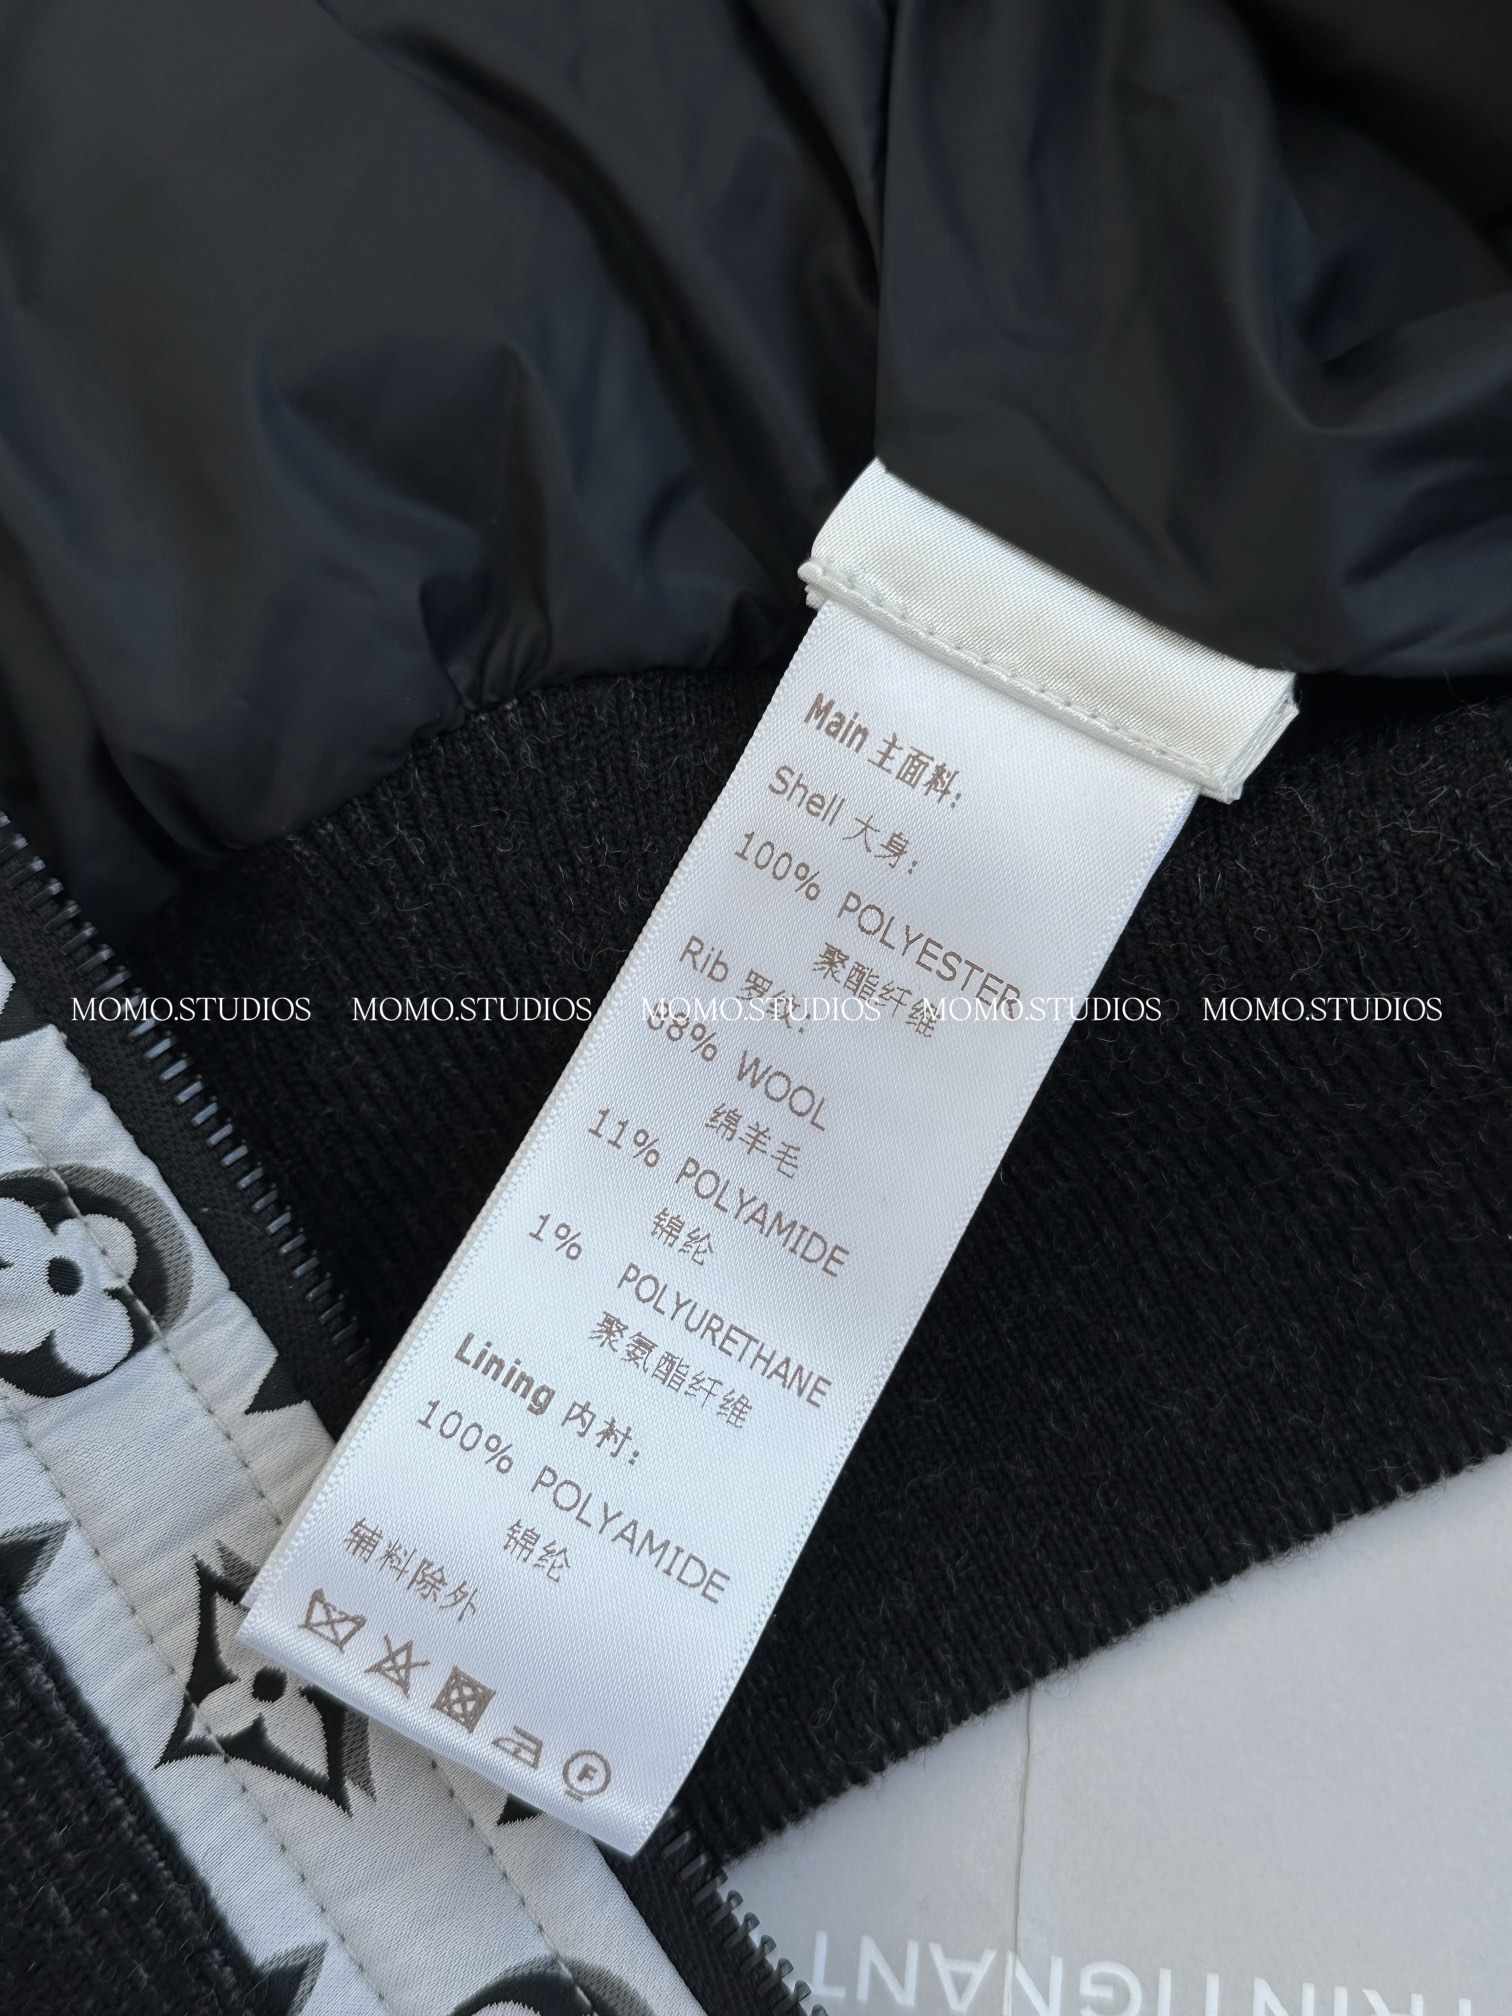 Main 主面料:
Shell 大身:
100% POLYESTER
聚酯纤维
Rib 罗纹:
MOMO.STUDIOS MOMO.STUDIOS MOMO.STUDIOS MOMO.STUDIOS MOMO.STUDIOS
88% WOOL
绵羊毛
11% POLYAMIDE
锦纶
1% POLYURETHANE
聚氨酯纤维
Lining 内衬:
100% POLYAMIDE
锦纶
辅料除外
F